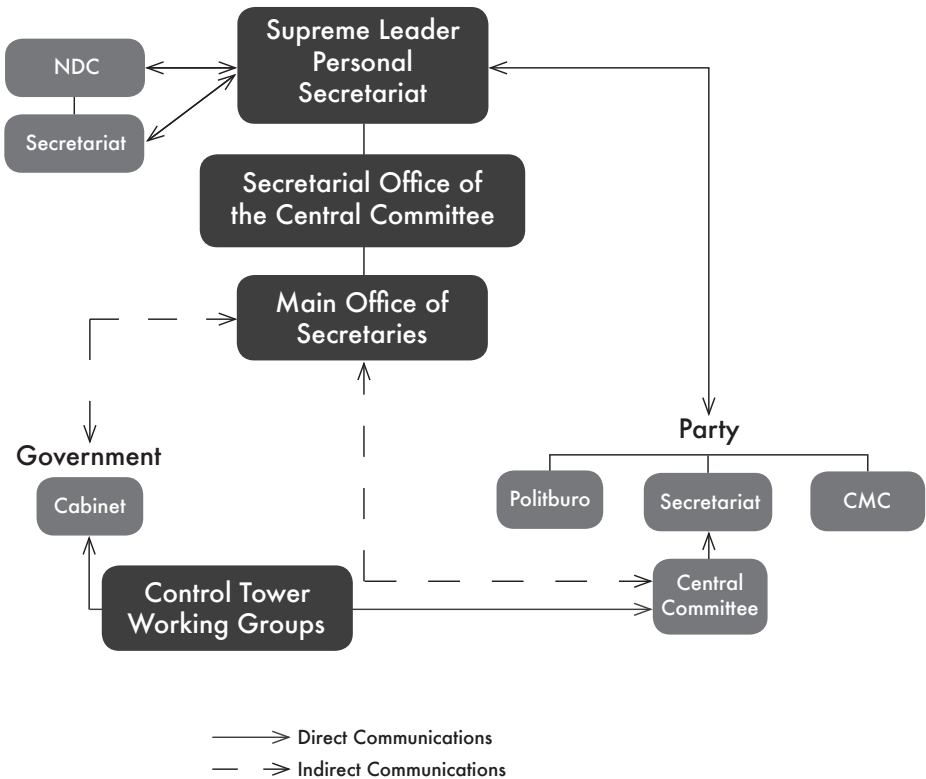 Supreme Leader
Personal
Secretariat
NDC
Secretariat
Secretarial Office of
the Central Committee
Main Office of
Secretaries
Government
Cabinet
Party
Politburo
Secretariat
CMC
Central
Committee
Control Tower
Working Groups
Direct Communications
Indirect Communications